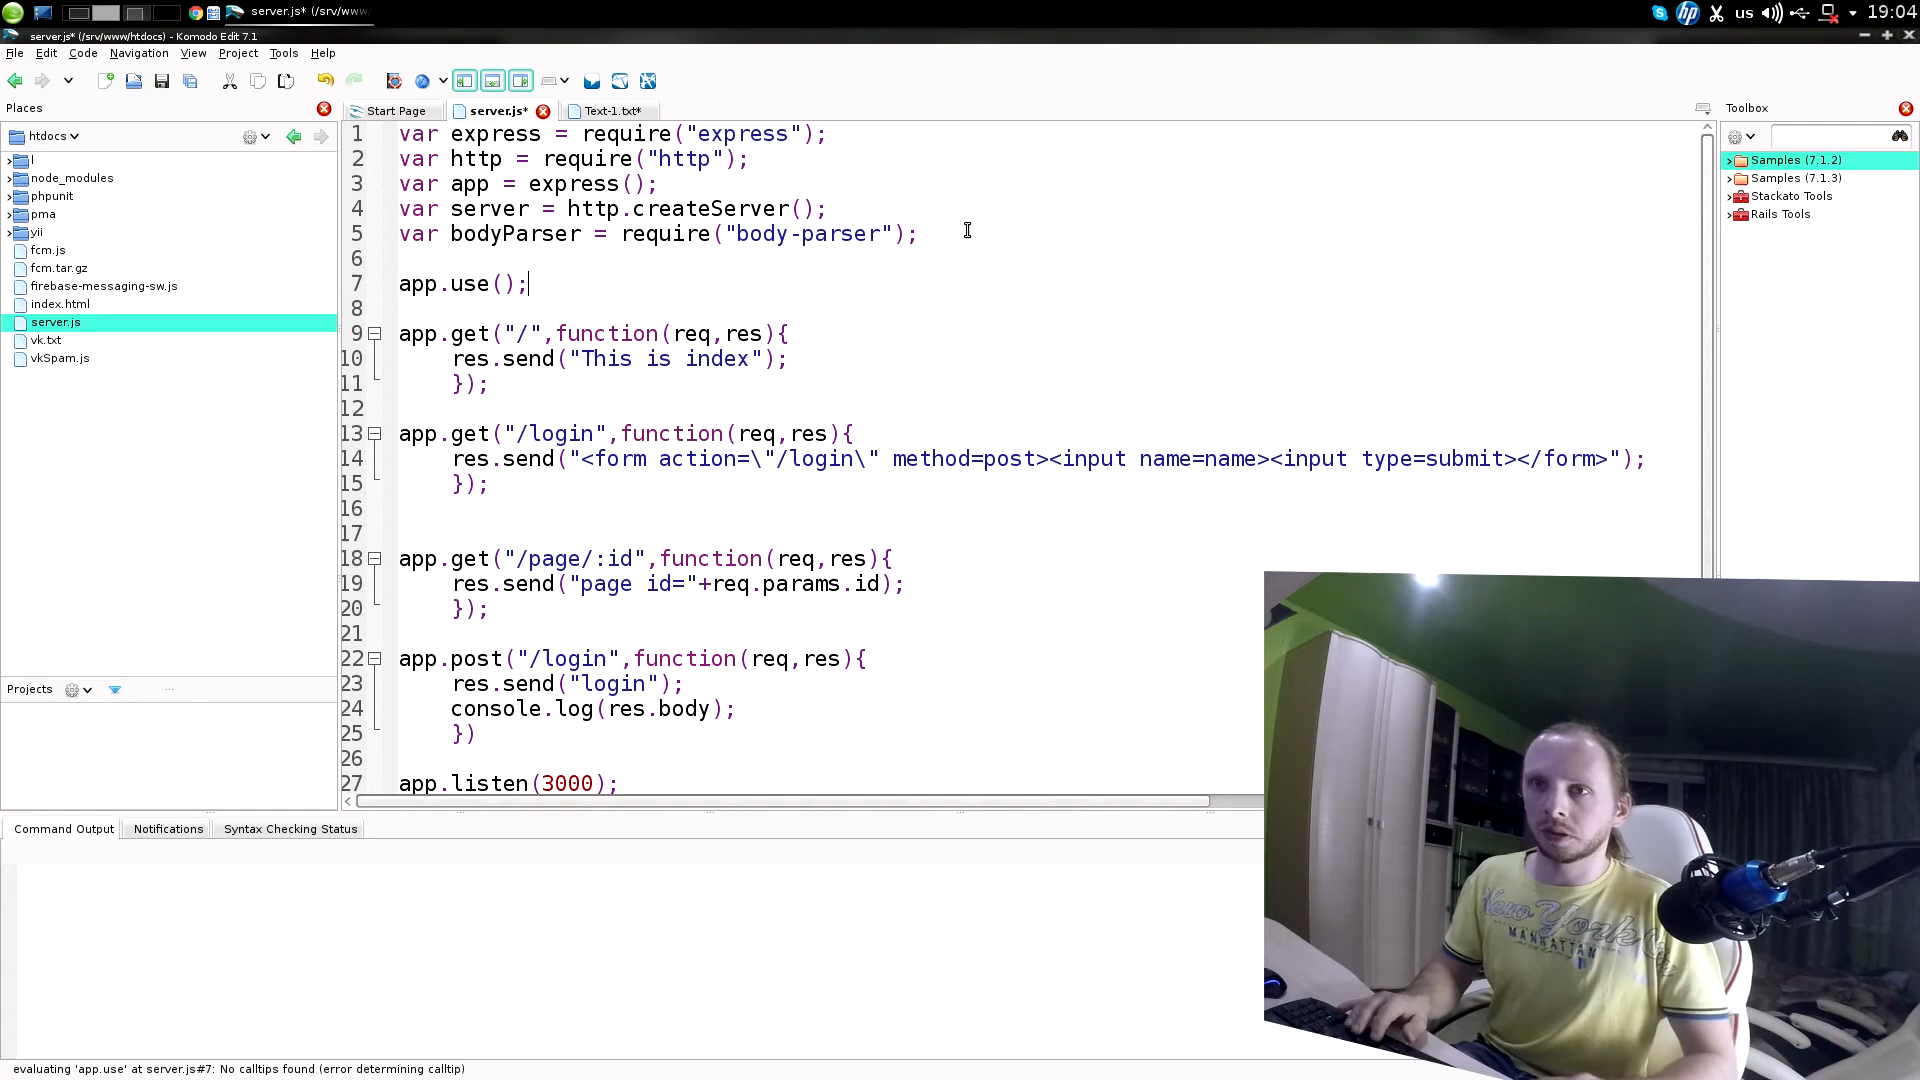 server.js* (/srv/www
us
19:04
server.js* (/srv/www/htdocs) - Komodo Edit 7.1
File Edit Code Navigation View Project Tools Help
Places
htdocs
l
node_modules
phpunit
pma
yii
fcm.js
fcm.tar.gz
firebase-messaging-sw.js
index.html
server.js
vk.txt
vkSpam.js
Projects
Start Page server.js* Text-1.txt*
1 var express = require("express");
2 var http = require("http");
3 var app = express();
4 var server = http.createServer();
5 var bodyParser = require("body-parser");
6
7 app.use();
8
9 app.get("/",function(req,res){
10 res.send("This is index");
11 });
12
13 app.get("/login",function(req,res){
14 res.send("<form action=\"/login\" method=post><input name=name><input type=submit></form>");
15 });
16
17
18 app.get("/page/:id",function(req,res){
19 res.send("page id="+req.params.id);
20 });
21
22 app.post("/login",function(req,res){
23 res.send("login");
24 console.log(res.body);
25 })
26
27 app.listen(3000);
Toolbox
Samples (7.1.2)
Samples (7.1.3)
Stackato Tools
Rails Tools
Command Output Notifications Syntax Checking Status
New York
MANHATTAN
evaluating 'app.use' at server.js#7: No calltips found (error determining calltip)